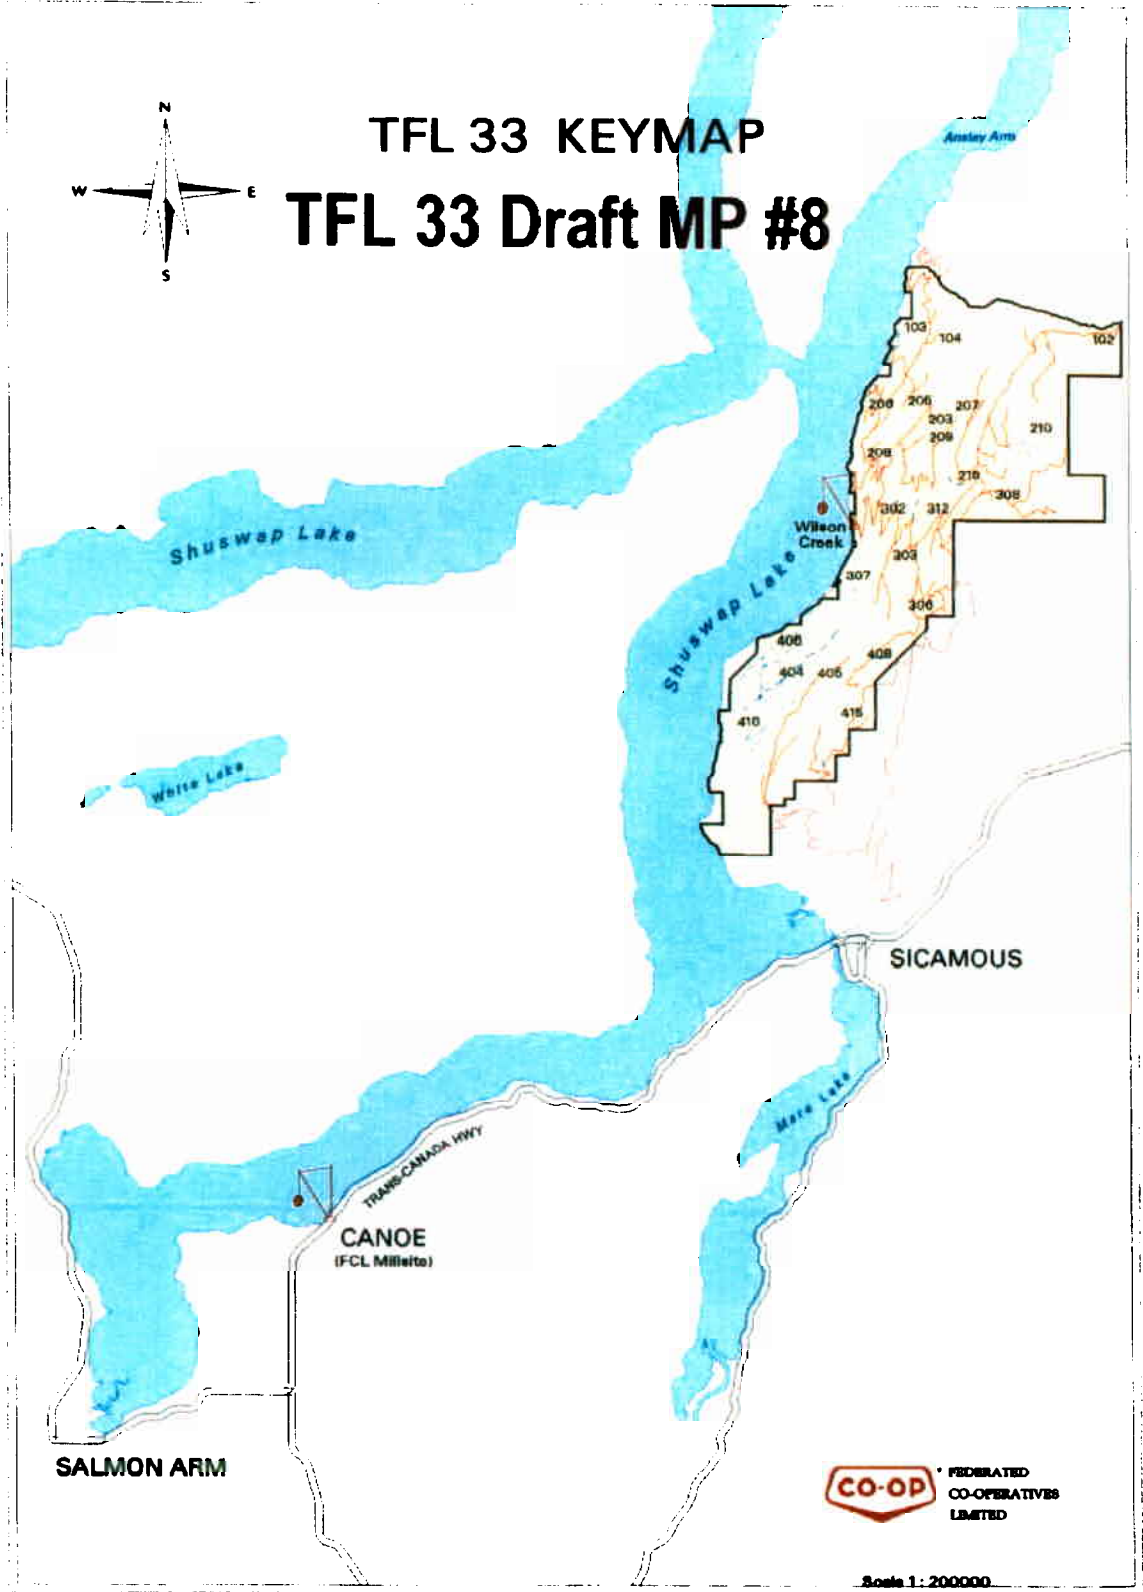 N
W E
S
TFL 33 KEYMAP
TFL 33 Draft MP #8
Anstey Arm
103
104
102
206 205 207
203
209
210
208
216
308
302 312
Wilson
Creek
303
307
306
406
408
404 405
410
415
Shuswap Lake
Shuswap Lake
White Lake
SICAMOUS
Mara Lake
TRANS-CANADA HWY
CANOE
(FCL Millsite)
SALMON ARM
CO-OP
FEDERATED
CO-OPERATIVES
LIMITED
Scale 1 : 200000